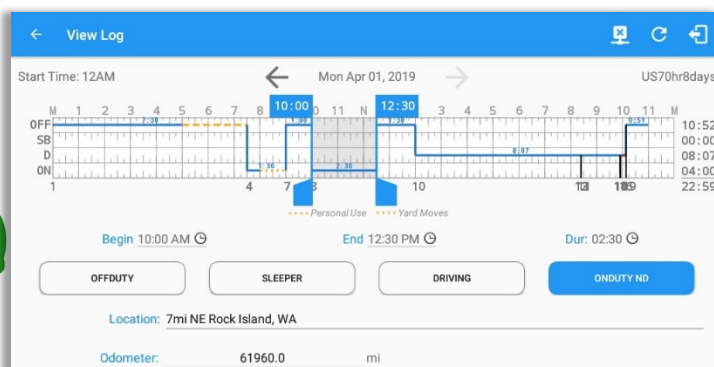 View Log
Start Time: 12AM
Mon Apr 01, 2019
US70hr8days
M 1 2 3 4 5 6 7 8 10:00 0 11 N 12:30 3 4 5 6 7 8 9 10 11 M
OFF 7:30 1:00 1:30 0:51 10:52
SB 00:00
D 8:07 08:07
ON 1:30 2:30 04:00
1 4 7 8 10 22:59
Personal Use Yard Moves
Begin 10:00 AM End 12:30 PM Dur: 02:30
OFFDUTY SLEEPER DRIVING ONDUTY ND
Location: 7mi NE Rock Island, WA
Odometer: 61960.0 mi